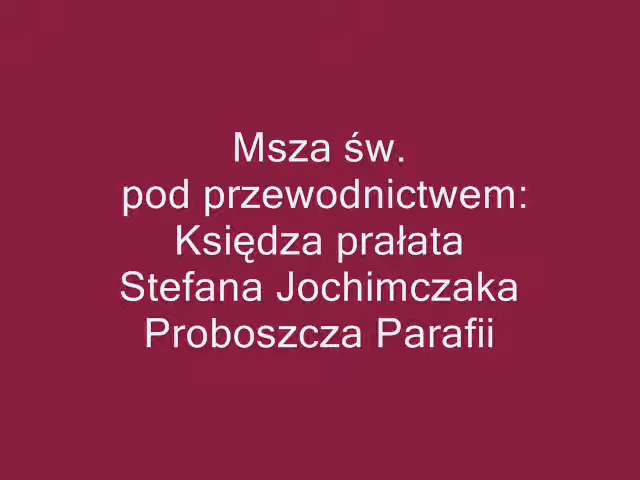 Msza św.
pod przewodnictwem:
Księdza prałata
Stefana Jochimczaka
Proboszcza Parafii